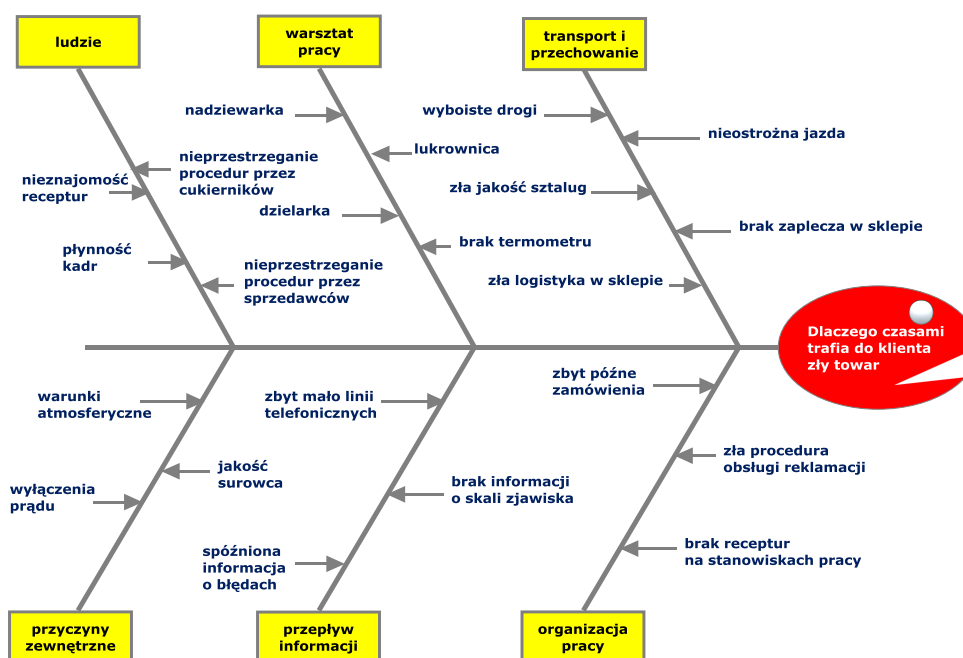 ludzie
warsztat
pracy
transport i
przechowanie
nadziewarka
wyboiste drogi
nieostrożna jazda
lukrownica
nieprzestrzeganie
procedur przez
cukierników
nieznajomość
receptur
zła jakość sztalug
dzielarka
brak zaplecza w sklepie
brak termometru
płynność
kadr
nieprzestrzeganie
procedur przez
sprzedawców
zła logistyka w sklepie
Dlaczego czasami
trafia do klienta
zły towar
zbyt późne
zamówienia
warunki
atmosferyczne
zbyt mało linii
telefonicznych
zła procedura
obsługi reklamacji
jakość
surowca
brak informacji
o skali zjawiska
wyłączenia
prądu
brak receptur
na stanowiskach pracy
spóźniona
informacja
o błędach
przyczyny
zewnętrzne
przepływ
informacji
organizacja
pracy